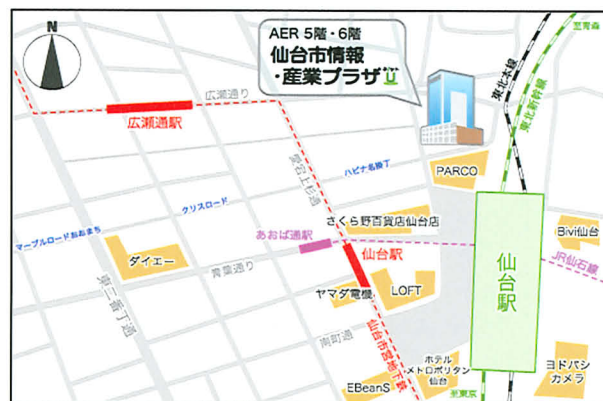 N
AER 5階・6階
仙台市情報
・産業プラザ
至青森
東北本線
東北新幹線
広瀬通り
広瀬通駅
愛宕上杉通
ハピナ名掛丁
PARCO
クリスロード
マーブルロードおおまち
さくら野百貨店仙台店
あおば通駅
仙台駅
Bivi仙台
JR仙石線
ダイエー
青葉通り
東二番丁通
ヤマダ電機
LOFT
仙台駅
南町通
仙台市営地下鉄
ホテル
メトロポリタン
仙台
EBeanS
ヨドバシ
カメラ
至東京